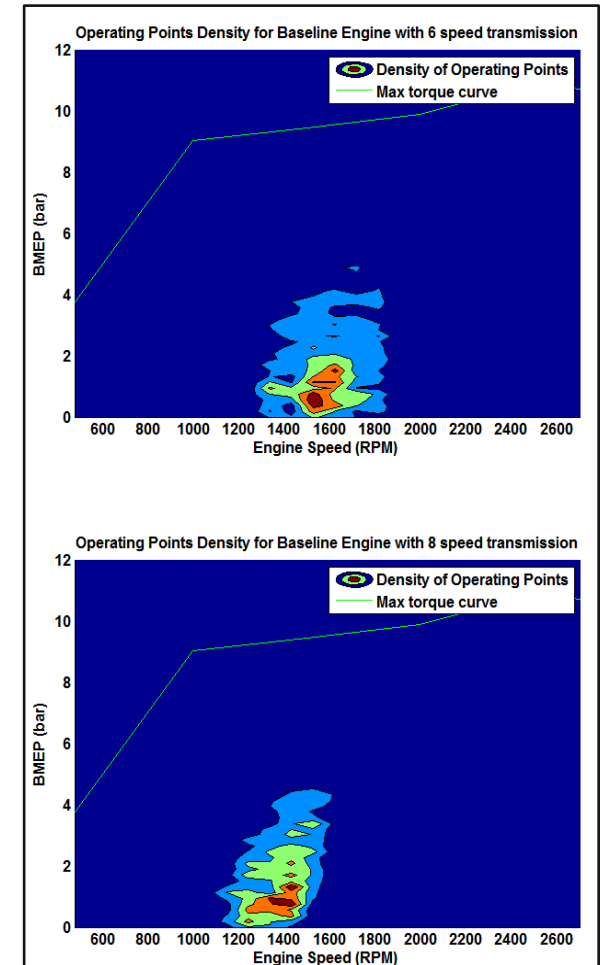 Operating Points Density for Baseline Engine with 6 speed transmission
12
Density of Operating Points
Max torque curve
10
8
BMEP (bar)
6
4
2
0
600 800 1000 1200 1400 1600 1800 2000 2200 2400 2600
Engine Speed (RPM)
Operating Points Density for Baseline Engine with 8 speed transmission
12
Density of Operating Points
Max torque curve
10
8
BMEP (bar)
6
4
2
0
600 800 1000 1200 1400 1600 1800 2000 2200 2400 2600
Engine Speed (RPM)